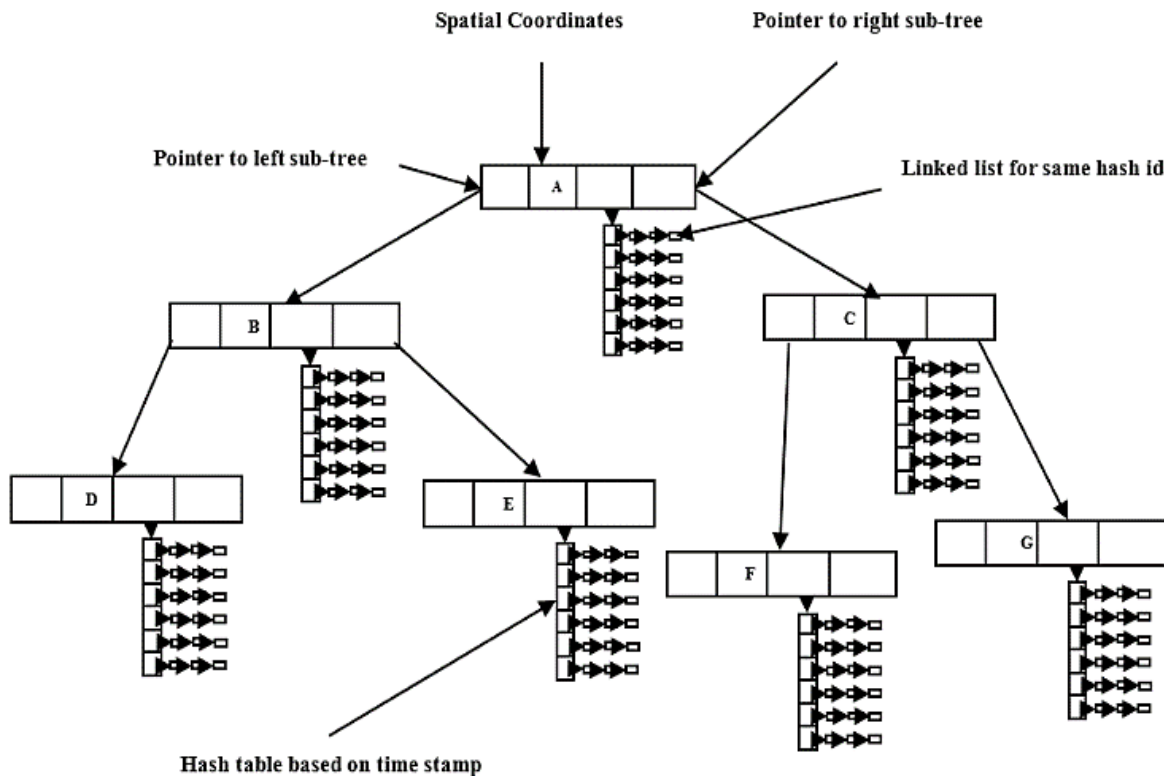 Spatial Coordinates
Pointer to right sub-tree
Pointer to left sub-tree
Linked list for same hash id
A
B
C
D
E
F
G
Hash table based on time stamp